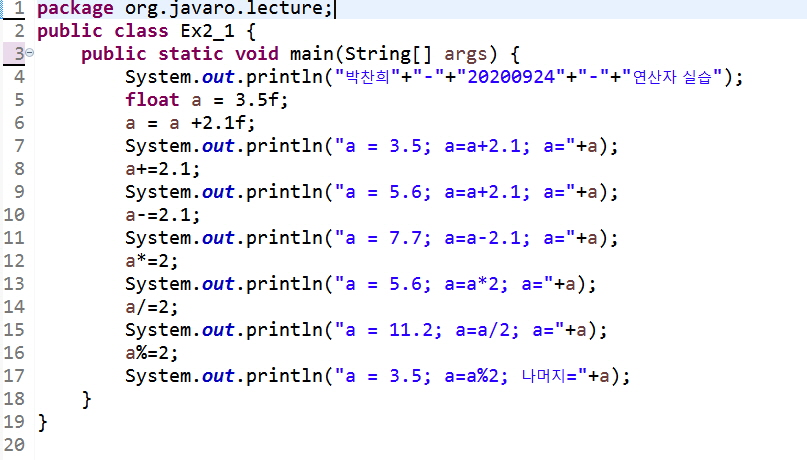 1 package org.javaro.lecture;
2 public class Ex2_1 {
3 public static void main(String[] args) {
4 System.out.println("박찬희"+"-"+"20200924"+"-"+"연산자 실습");
5 float a = 3.5f;
6 a = a +2.1f;
7 System.out.println("a = 3.5; a=a+2.1; a="+a);
8 a+=2.1;
9 System.out.println("a = 5.6; a=a+2.1; a="+a);
10 a-=2.1;
11 System.out.println("a = 7.7; a=a-2.1; a="+a);
12 a*=2;
13 System.out.println("a = 5.6; a=a*2; a="+a);
14 a/=2;
15 System.out.println("a = 11.2; a=a/2; a="+a);
16 a%=2;
17 System.out.println("a = 3.5; a=a%2; 나머지="+a);
18 }
19 }
20